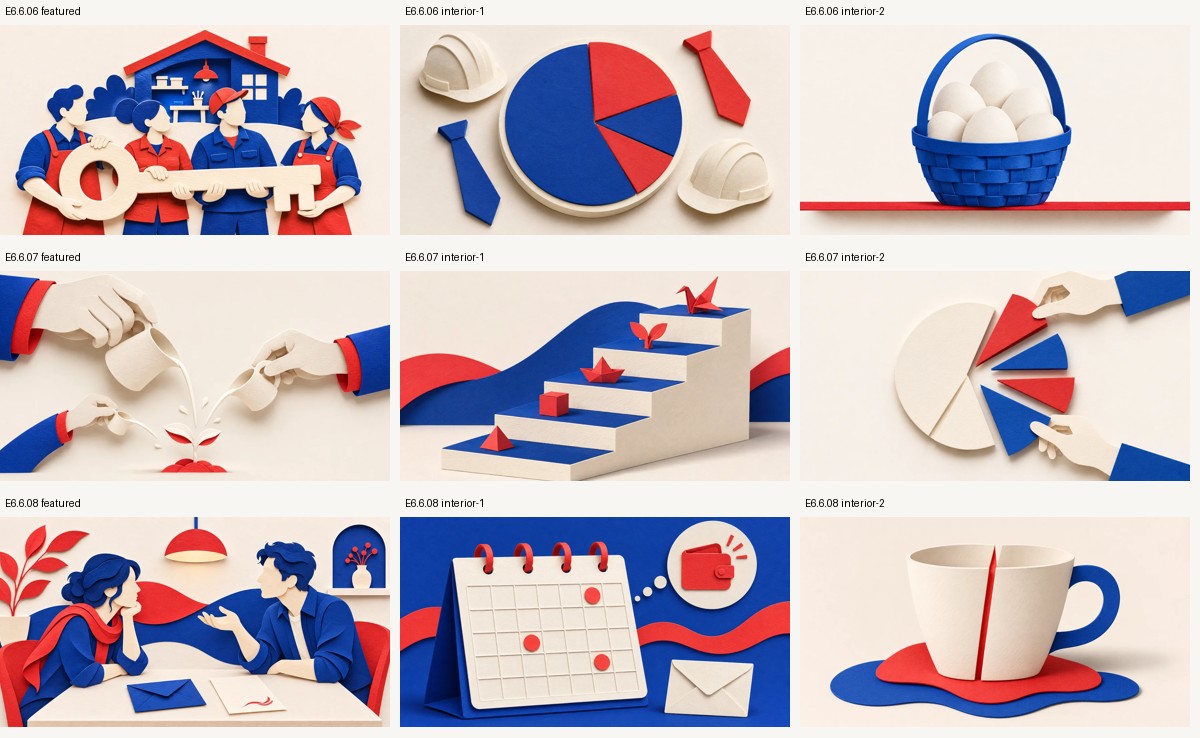 E6.6.06 featured
E6.6.06 interior-1
E6.6.06 interior-2
E6.6.07 featured
E6.6.07 interior-1
E6.6.07 interior-2
E6.6.08 featured
E6.6.08 interior-1
E6.6.08 interior-2